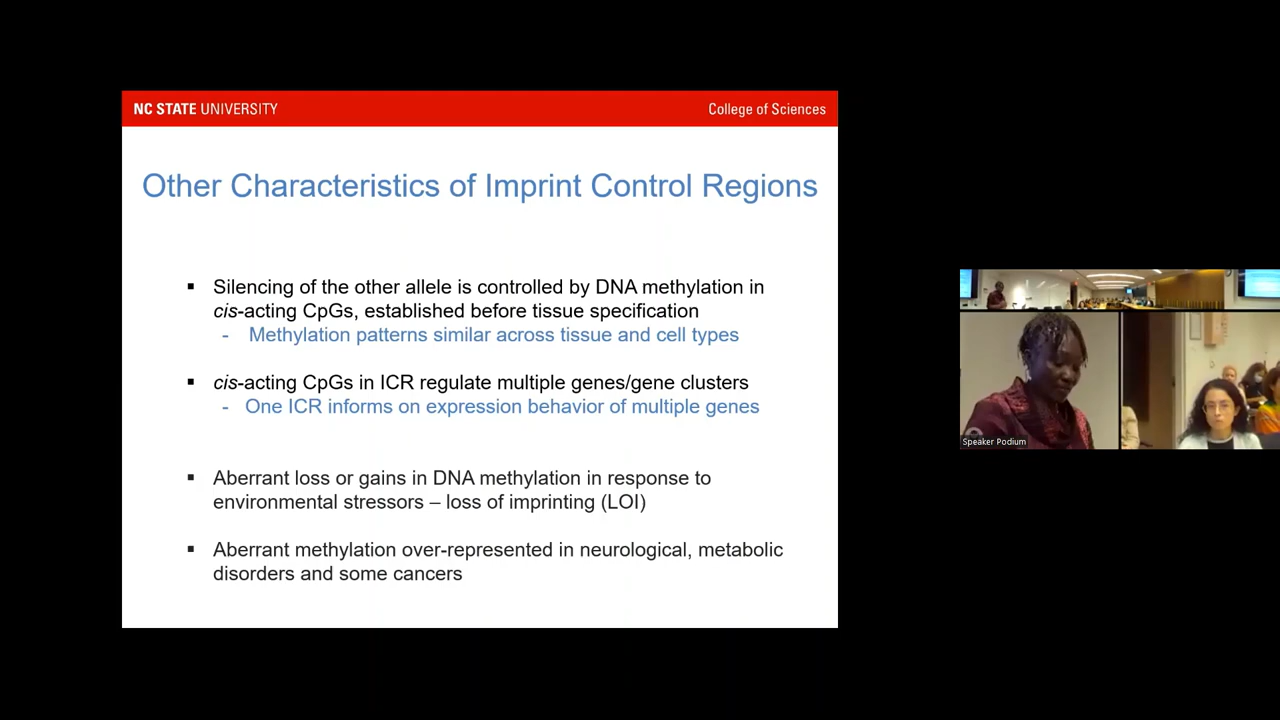 NC STATE UNIVERSITY
College of Sciences
Other Characteristics of Imprint Control Regions
▪ Silencing of the other allele is controlled by DNA methylation in
cis-acting CpGs, established before tissue specification
- Methylation patterns similar across tissue and cell types
▪ cis-acting CpGs in ICR regulate multiple genes/gene clusters
- One ICR informs on expression behavior of multiple genes
▪ Aberrant loss or gains in DNA methylation in response to
environmental stressors – loss of imprinting (LOI)
▪ Aberrant methylation over-represented in neurological, metabolic
disorders and some cancers
Speaker Podium